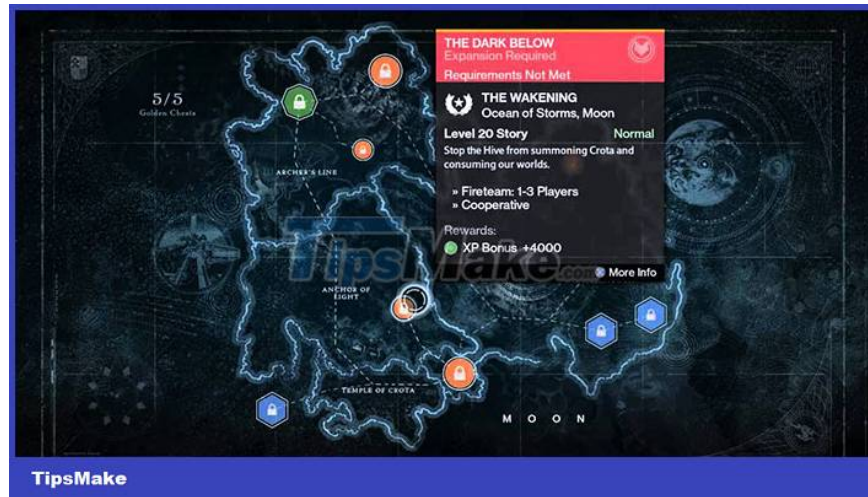 THE DARK BELOW
Expansion Required
Requirements Not Met
5/5
Golden Chests
THE WAKENING
Ocean of Storms, Moon
Level 20 Story Normal
Stop the Hive from summoning Crota and
consuming our worlds.
» Fireteam: 1-3 Players
» Cooperative
Rewards:
XP Bonus +4000
More Info
ARCHER'S LINE
TipsMake.com
ANCHOR OF
LIGHT
TEMPLE OF CROTA
MOON
TipsMake